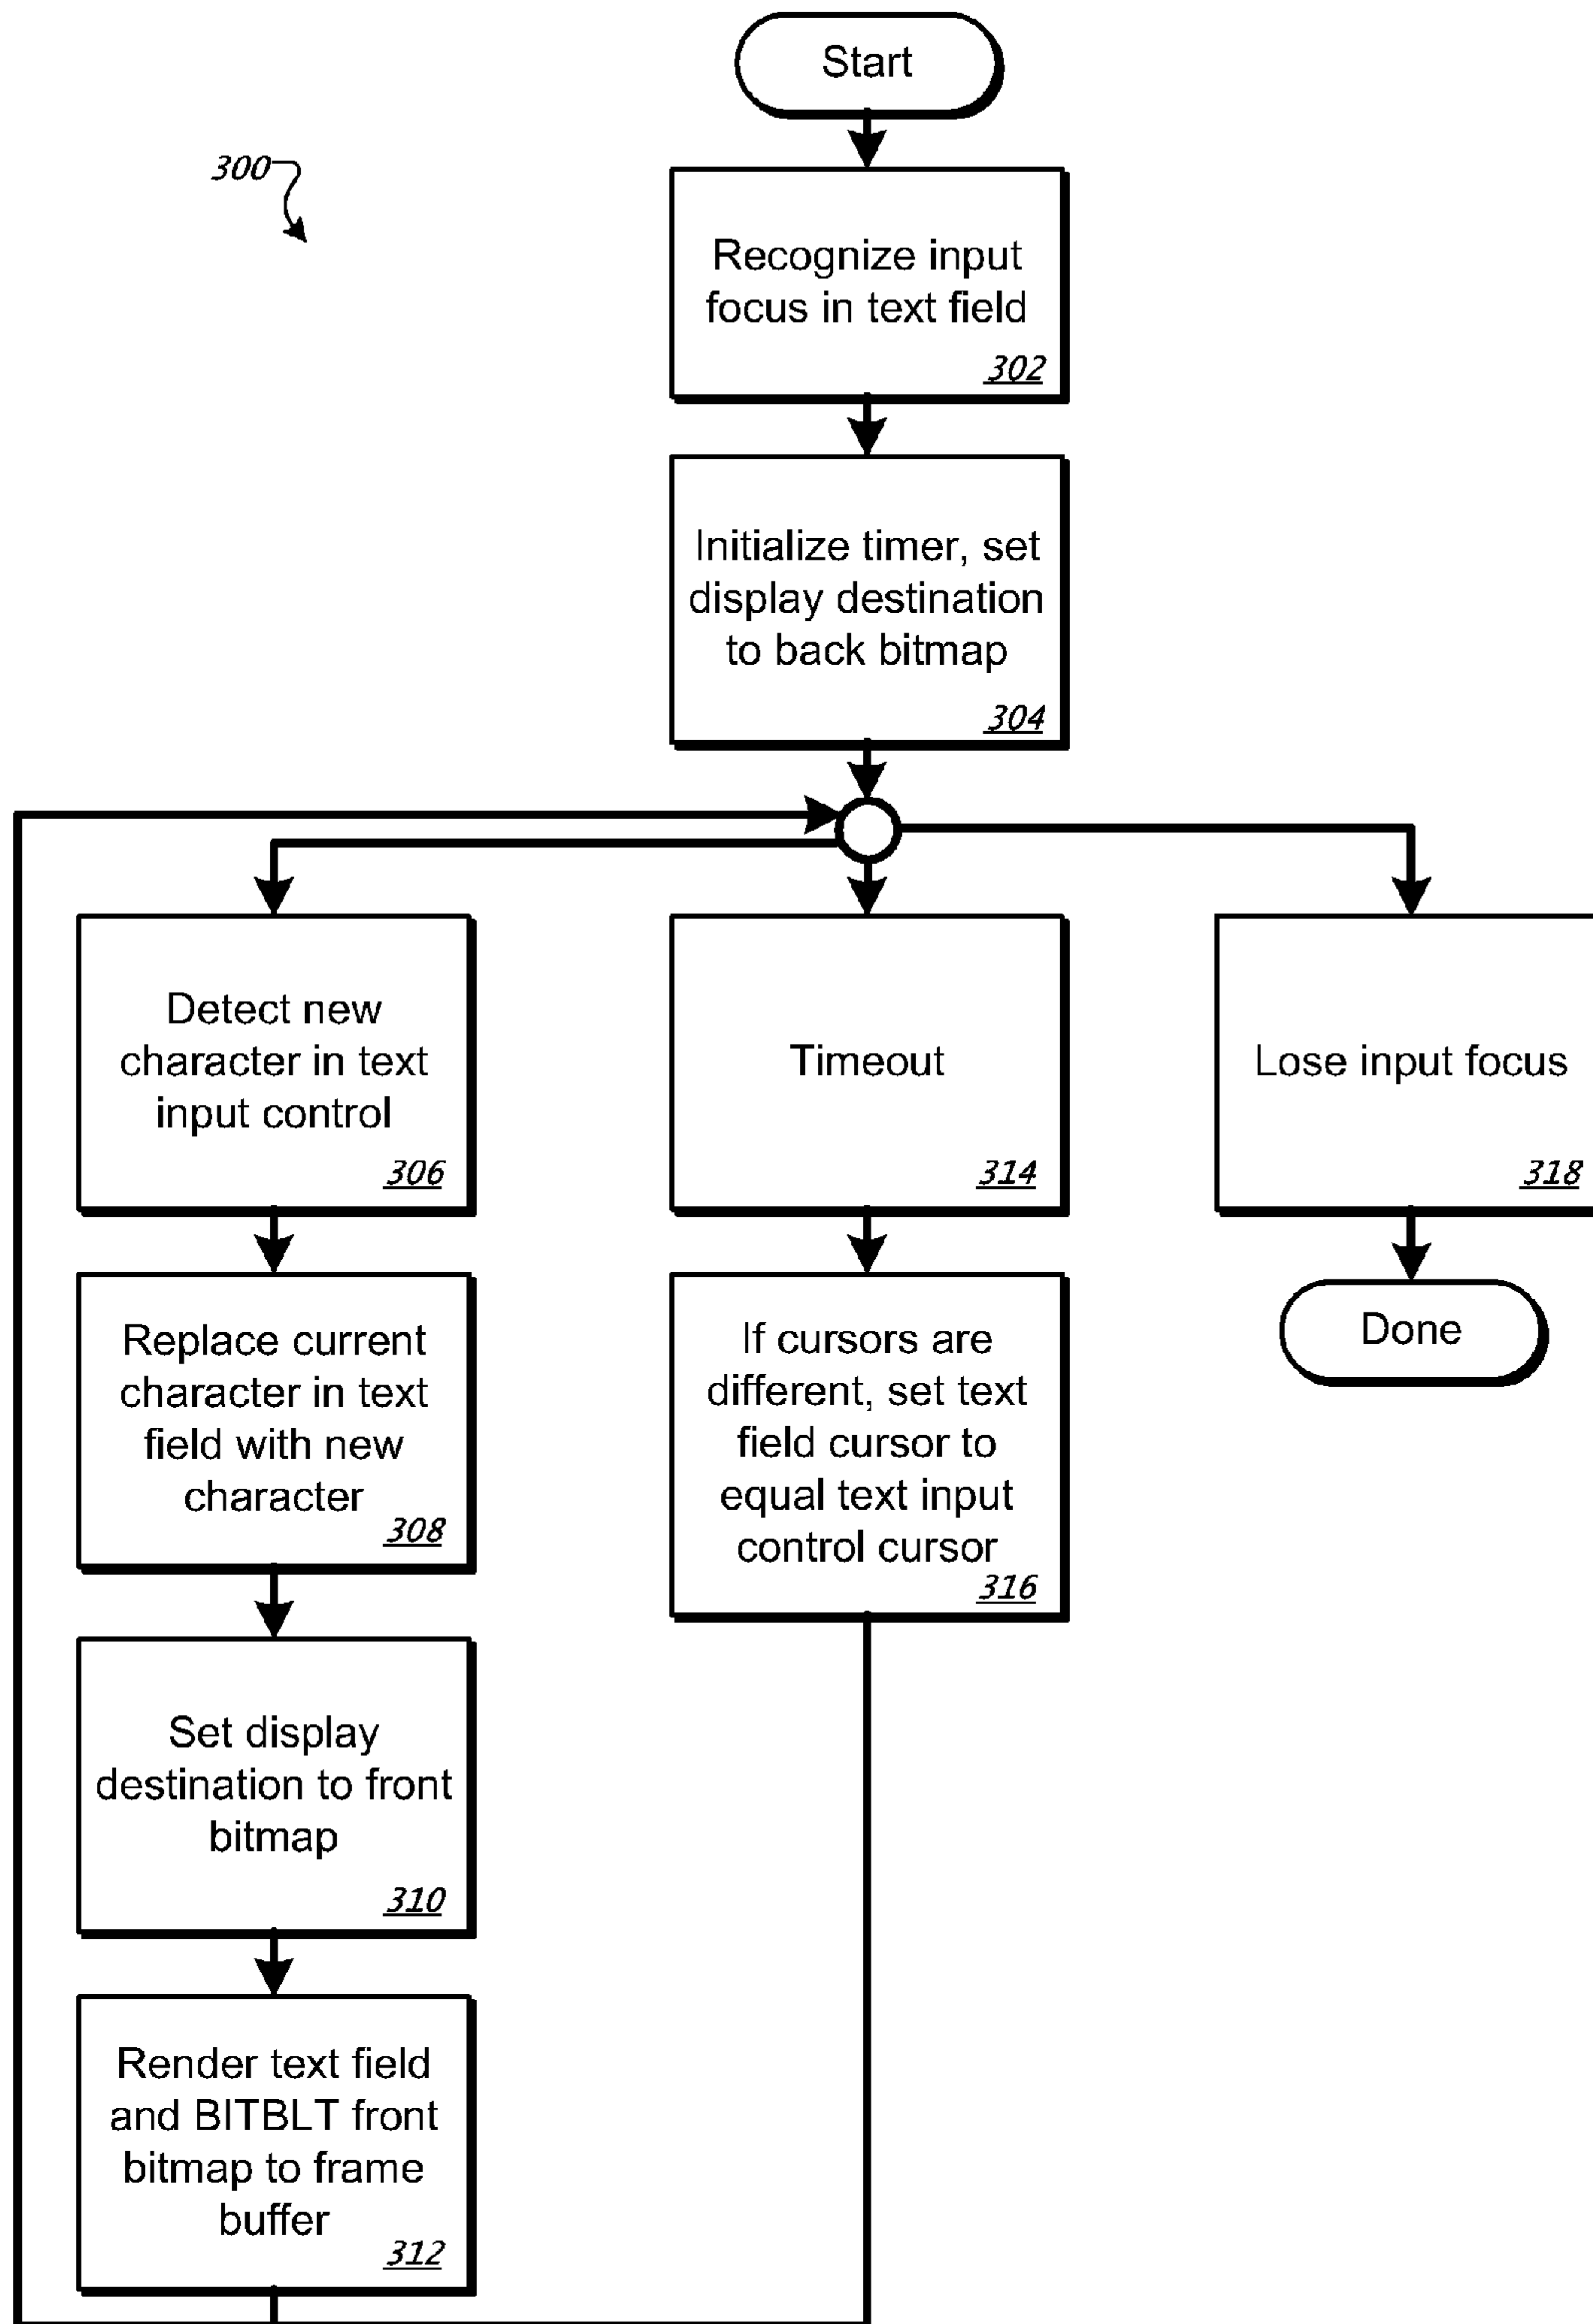 Start
300
Recognize input
focus in text field
302
Initialize timer, set
display destination
to back bitmap
304
Detect new
character in text
input control
306
Timeout
314
Lose input focus
318
Replace current
character in text
field with new
character
308
If cursors are
different, set text
field cursor to
equal text input
control cursor
316
Done
Set display
destination to front
bitmap
310
Render text field
and BITBLT front
bitmap to frame
buffer
312